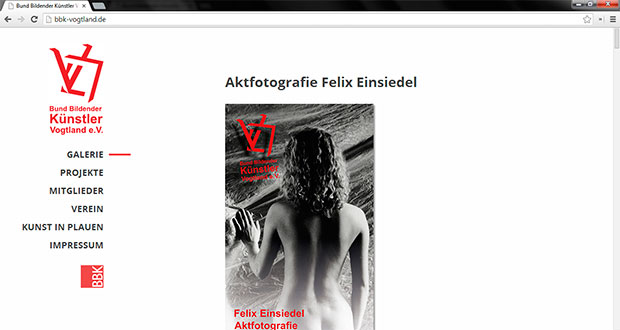 Bund Bildender Künstler V
bbk-vogtland.de
Bund Bildender
Künstler
Vogtland e.V.
GALERIE
PROJEKTE
MITGLIEDER
VEREIN
KUNST IN PLAUEN
IMPRESSUM
BBK
Aktfotografie Felix Einsiedel
Bund Bildender
Künstler
Vogtland e.V.
Felix Einsiedel
Aktfotografie